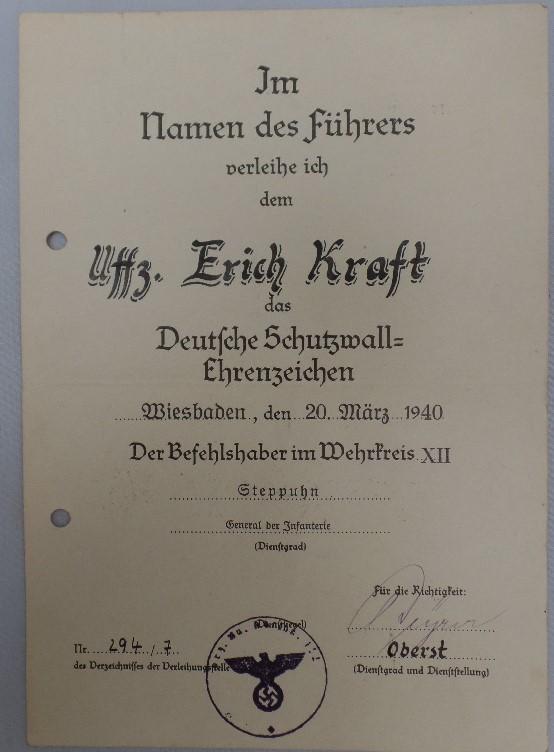 Im
Namen des Führers
verleihe ich
dem
Uffz. Erich Kraft
das
Deutsche Schutzwall=
Ehrenzeichen
Wiesbaden, den 20. März 1940
Der Befehlshaber im Wehrkreis XII
Steppuhn
General der Infanterie
(Dienstgrad)
Für die Richtigkeit:
(Dienstsiegel)
Nr. 294./7.
des Verzeichnisses der Verleihungsstelle
Oberst
(Dienstgrad und Dienststellung)